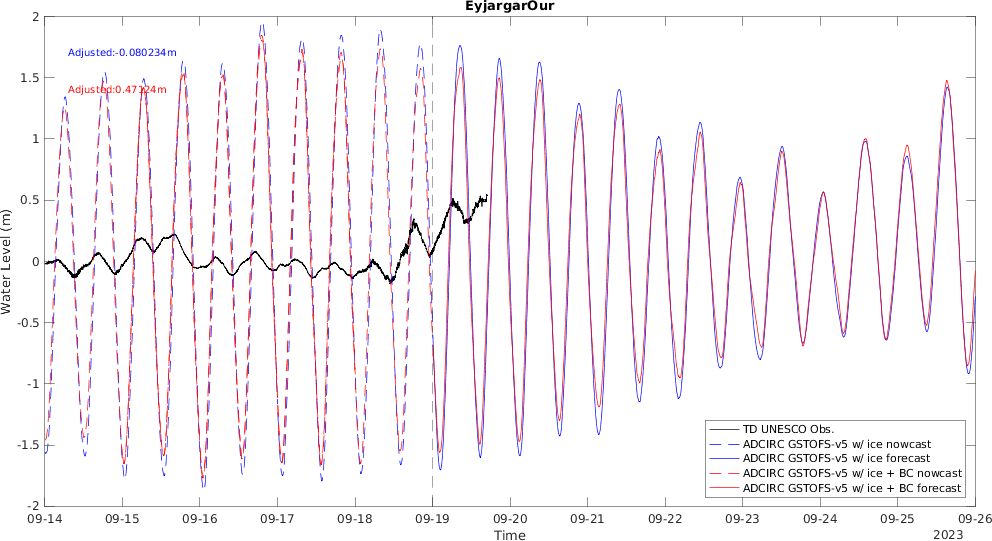 EyjargarOur
2
1.5
1
0.5
0
-0.5
-1
-1.5
-2
Water Level (m)
Adjusted:-0.080234m
Adjusted:0.47124m
TD UNESCO Obs.
ADCIRC GSTOFS-v5 w/ ice nowcast
ADCIRC GSTOFS-v5 w/ ice forecast
ADCIRC GSTOFS-v5 w/ ice + BC nowcast
ADCIRC GSTOFS-v5 w/ ice + BC forecast
09-14 09-15 09-16 09-17 09-18 09-19 09-20 09-21 09-22 09-23 09-24 09-25 09-26
Time
2023